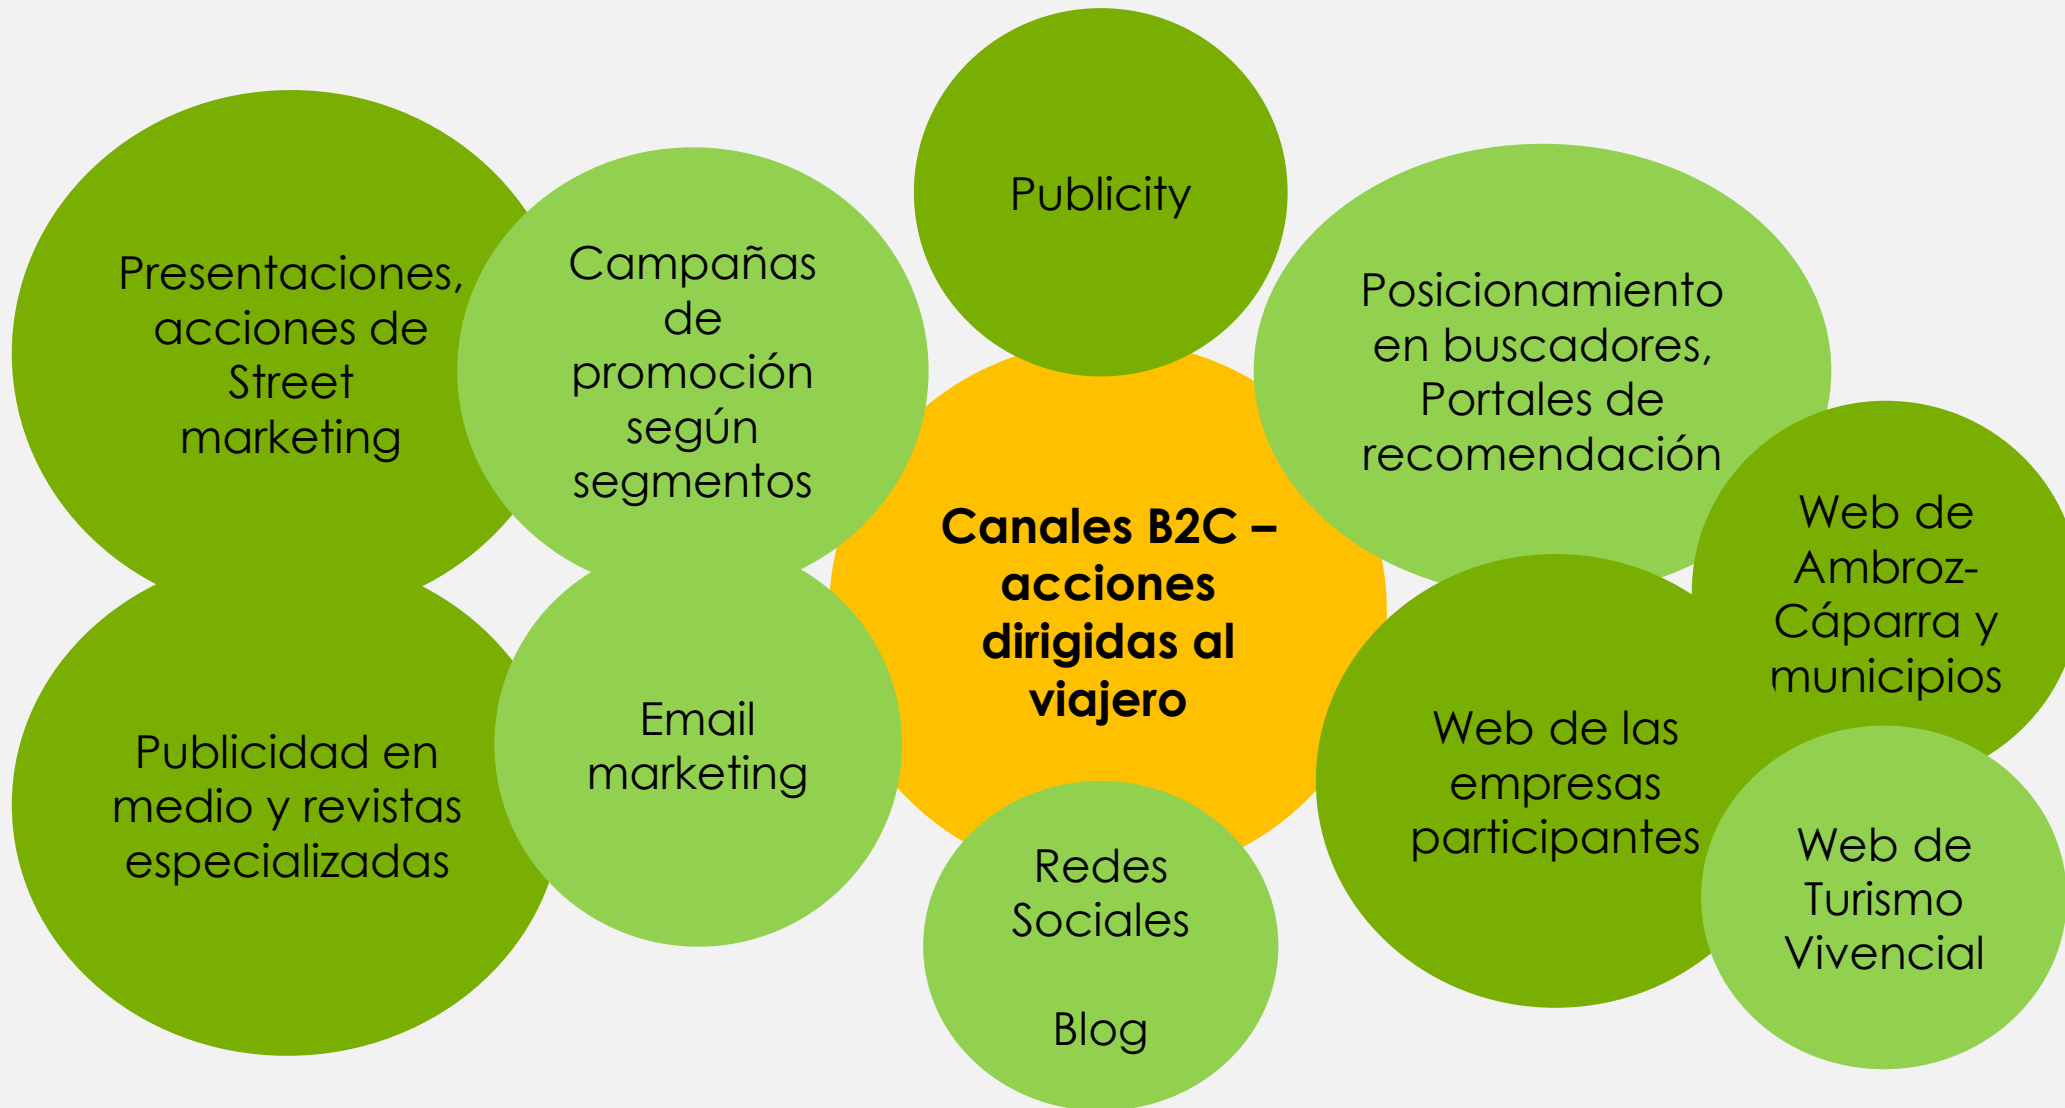 Publicity
Presentaciones,
acciones de
Street
marketing
Campañas
de
promoción
según
segmentos
Posicionamiento
en buscadores,
Portales de
recomendación
Canales B2C –
acciones
dirigidas al
viajero
Web de
Ambroz-
Cáparra y
municipios
Publicidad en
medio y revistas
especializadas
Email
marketing
Web de las
empresas
participantes
Redes
Sociales
Blog
Web de
Turismo
Vivencial